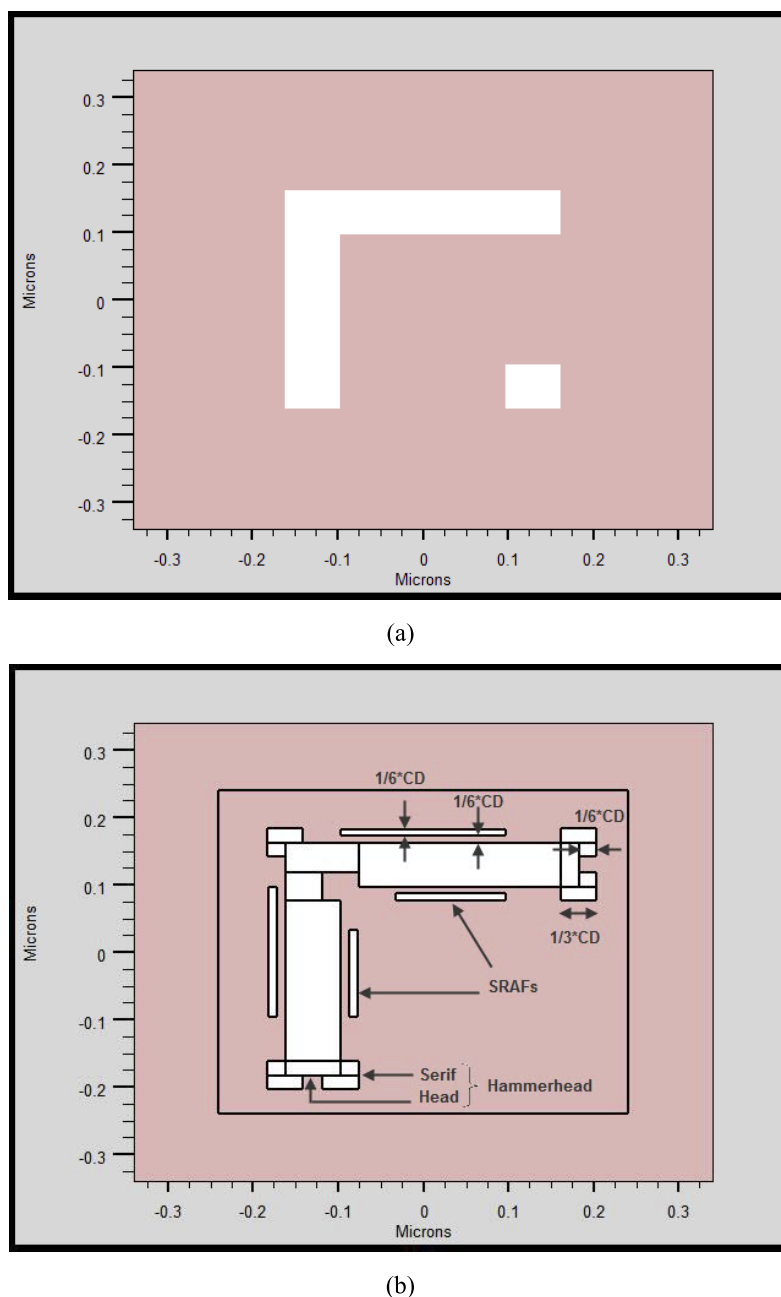 0.3
0.2
0.1
0
-0.1
-0.2
-0.3
Microns
-0.3 -0.2 -0.1 0 0.1 0.2 0.3
Microns
(a)
0.3
0.2
0.1
0
-0.1
-0.2
-0.3
Microns
1/6*CD
1/6*CD
1/6*CD
1/3*CD
SRAFs
Serif
Head
Hammerhead
-0.3 -0.2 -0.1 0 0.1 0.2 0.3
Microns
(b)